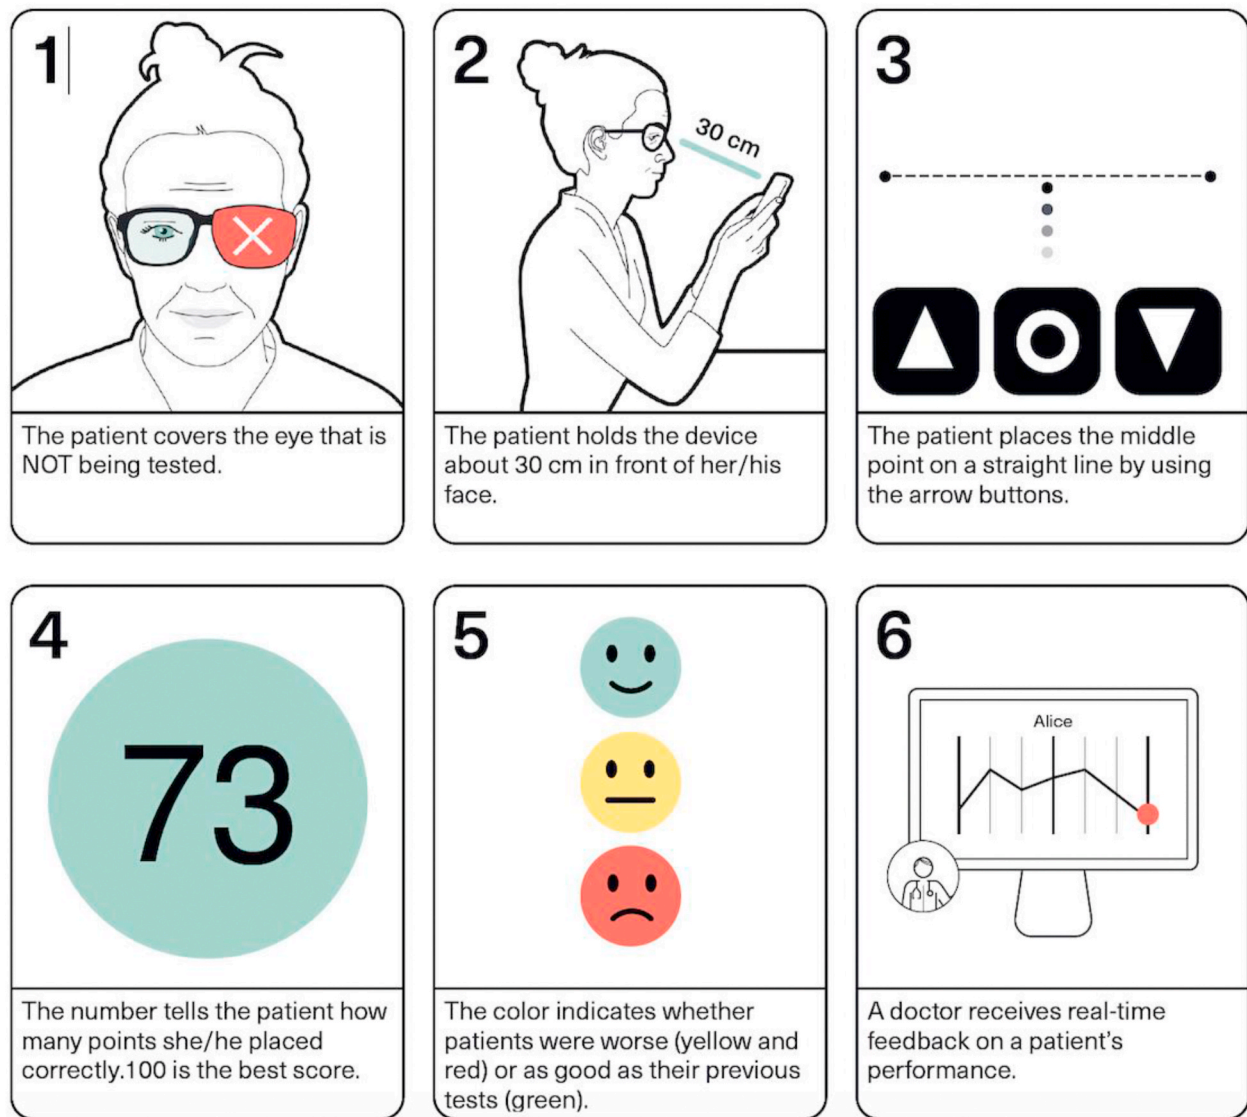 1
The patient covers the eye that is
NOT being tested.
2
30 cm
The patient holds the device
about 30 cm in front of her/his
face.
3
The patient places the middle
point on a straight line by using
the arrow buttons.
4
73
The number tells the patient how
many points she/he placed
correctly.100 is the best score.
5
The color indicates whether
patients were worse (yellow and
red) or as good as their previous
tests (green).
6
Alice
A doctor receives real-time
feedback on a patient's
performance.